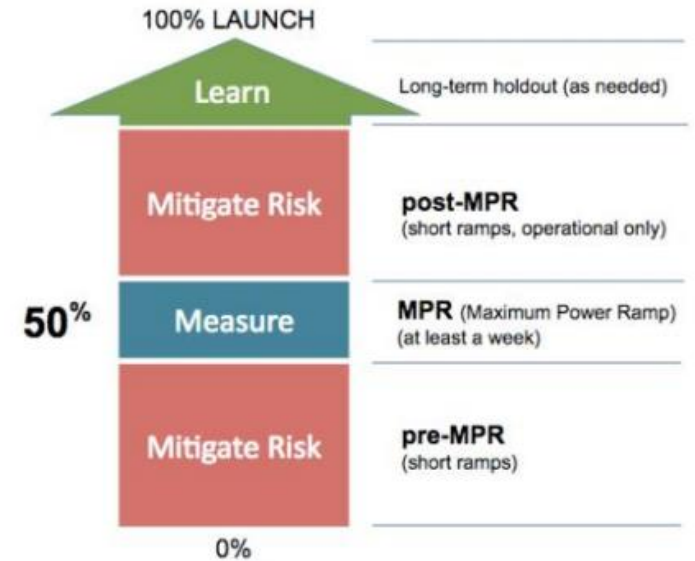 100% LAUNCH
Learn
Long-term holdout (as needed)
Mitigate Risk
post-MPR
(short ramps, operational only)
50%
Measure
MPR (Maximum Power Ramp)
(at least a week)
Mitigate Risk
pre-MPR
(short ramps)
0%